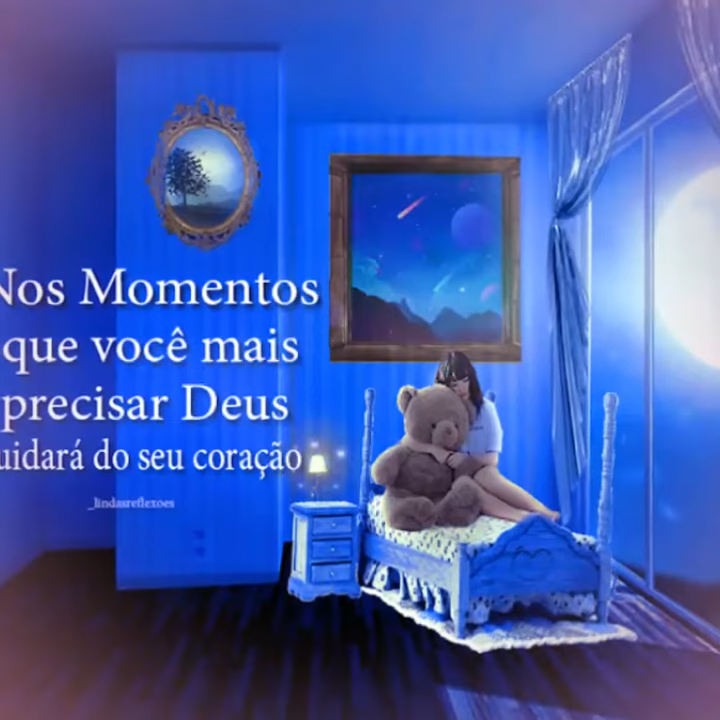 Nos Momentos
que você mais
precisar Deus
uidará do seu coração
_lindasreflexoes